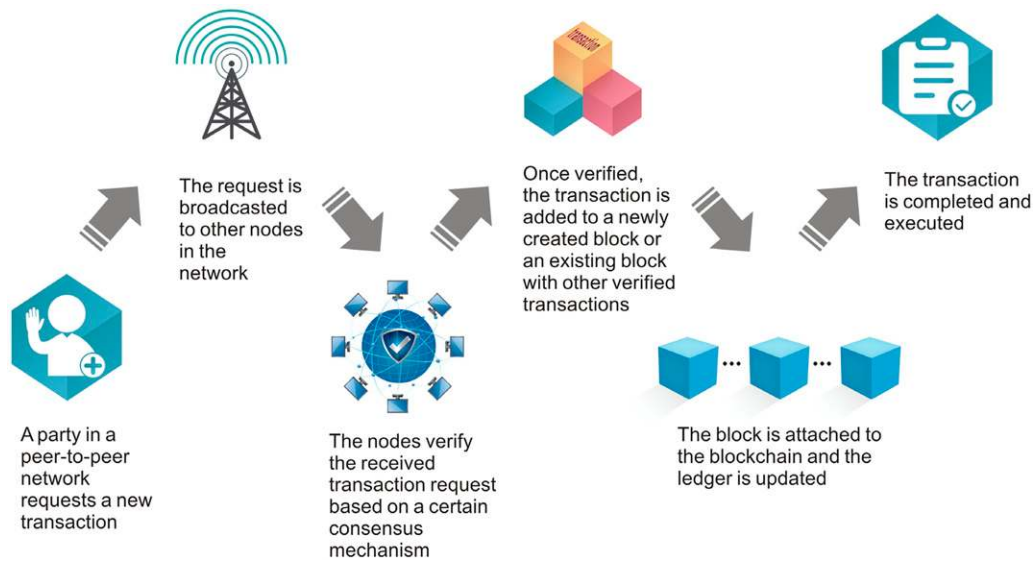 A party in a
peer-to-peer
network
requests a new
transaction
The request is
broadcasted
to other nodes
in the
network
The nodes verify
the received
transaction request
based on a certain
consensus
mechanism
Once verified,
the transaction is
added to a newly
created block or
an existing block
with other verified
transactions
The block is attached to
the blockchain and the
ledger is updated
The transaction
is completed and
executed